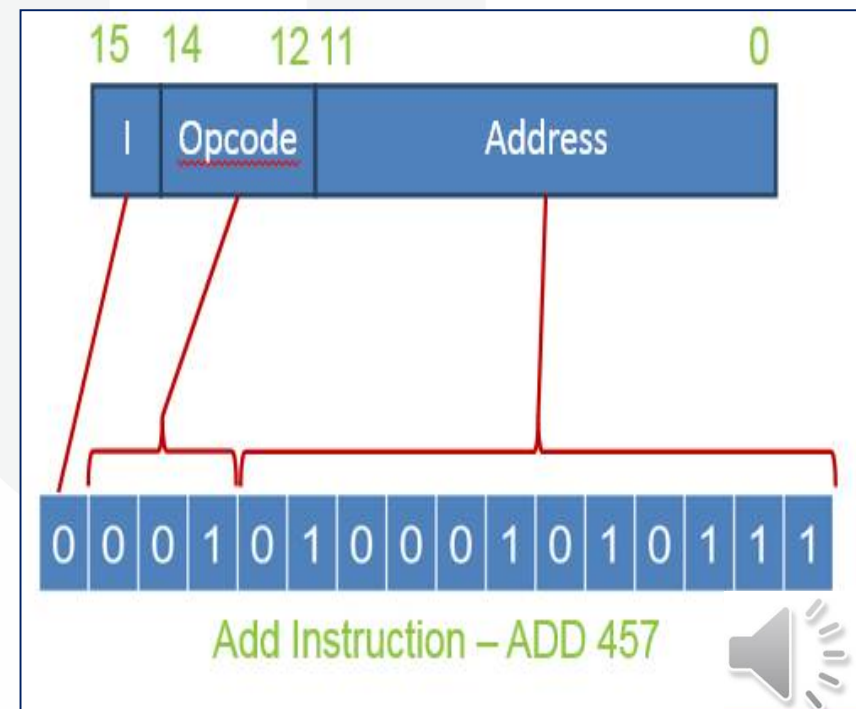 15 14 12 11 0
I Opcode Address
0 0 0 1 0 1 0 0 0 1 0 1 0 1 1 1
Add Instruction – ADD 457